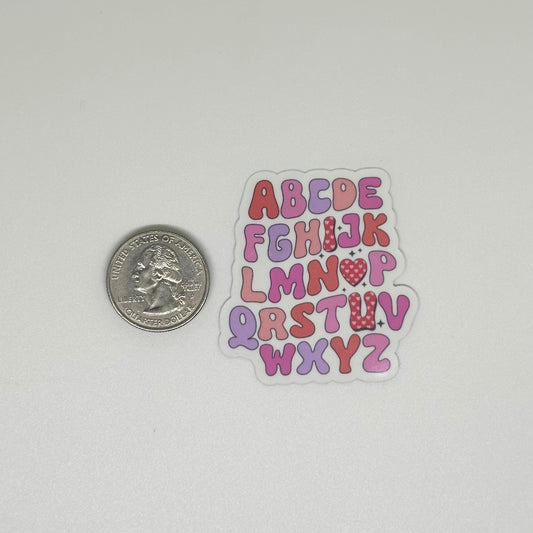 UNITED STATES OF AMERICA
LIBERTY
QUARTER DOLLAR
ABCDE
FGHIJK
LMN♥P
QRSTUV
WXYZ